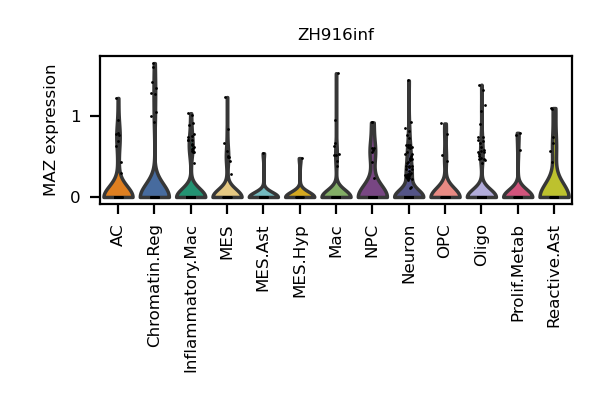 ZH916inf
MAZ expression
1
0
AC
Chromatin.Reg
Inflammatory.Mac
MES
MES.Ast
MES.Hyp
Mac
NPC
Neuron
OPC
Oligo
Prolif.Metab
Reactive.Ast